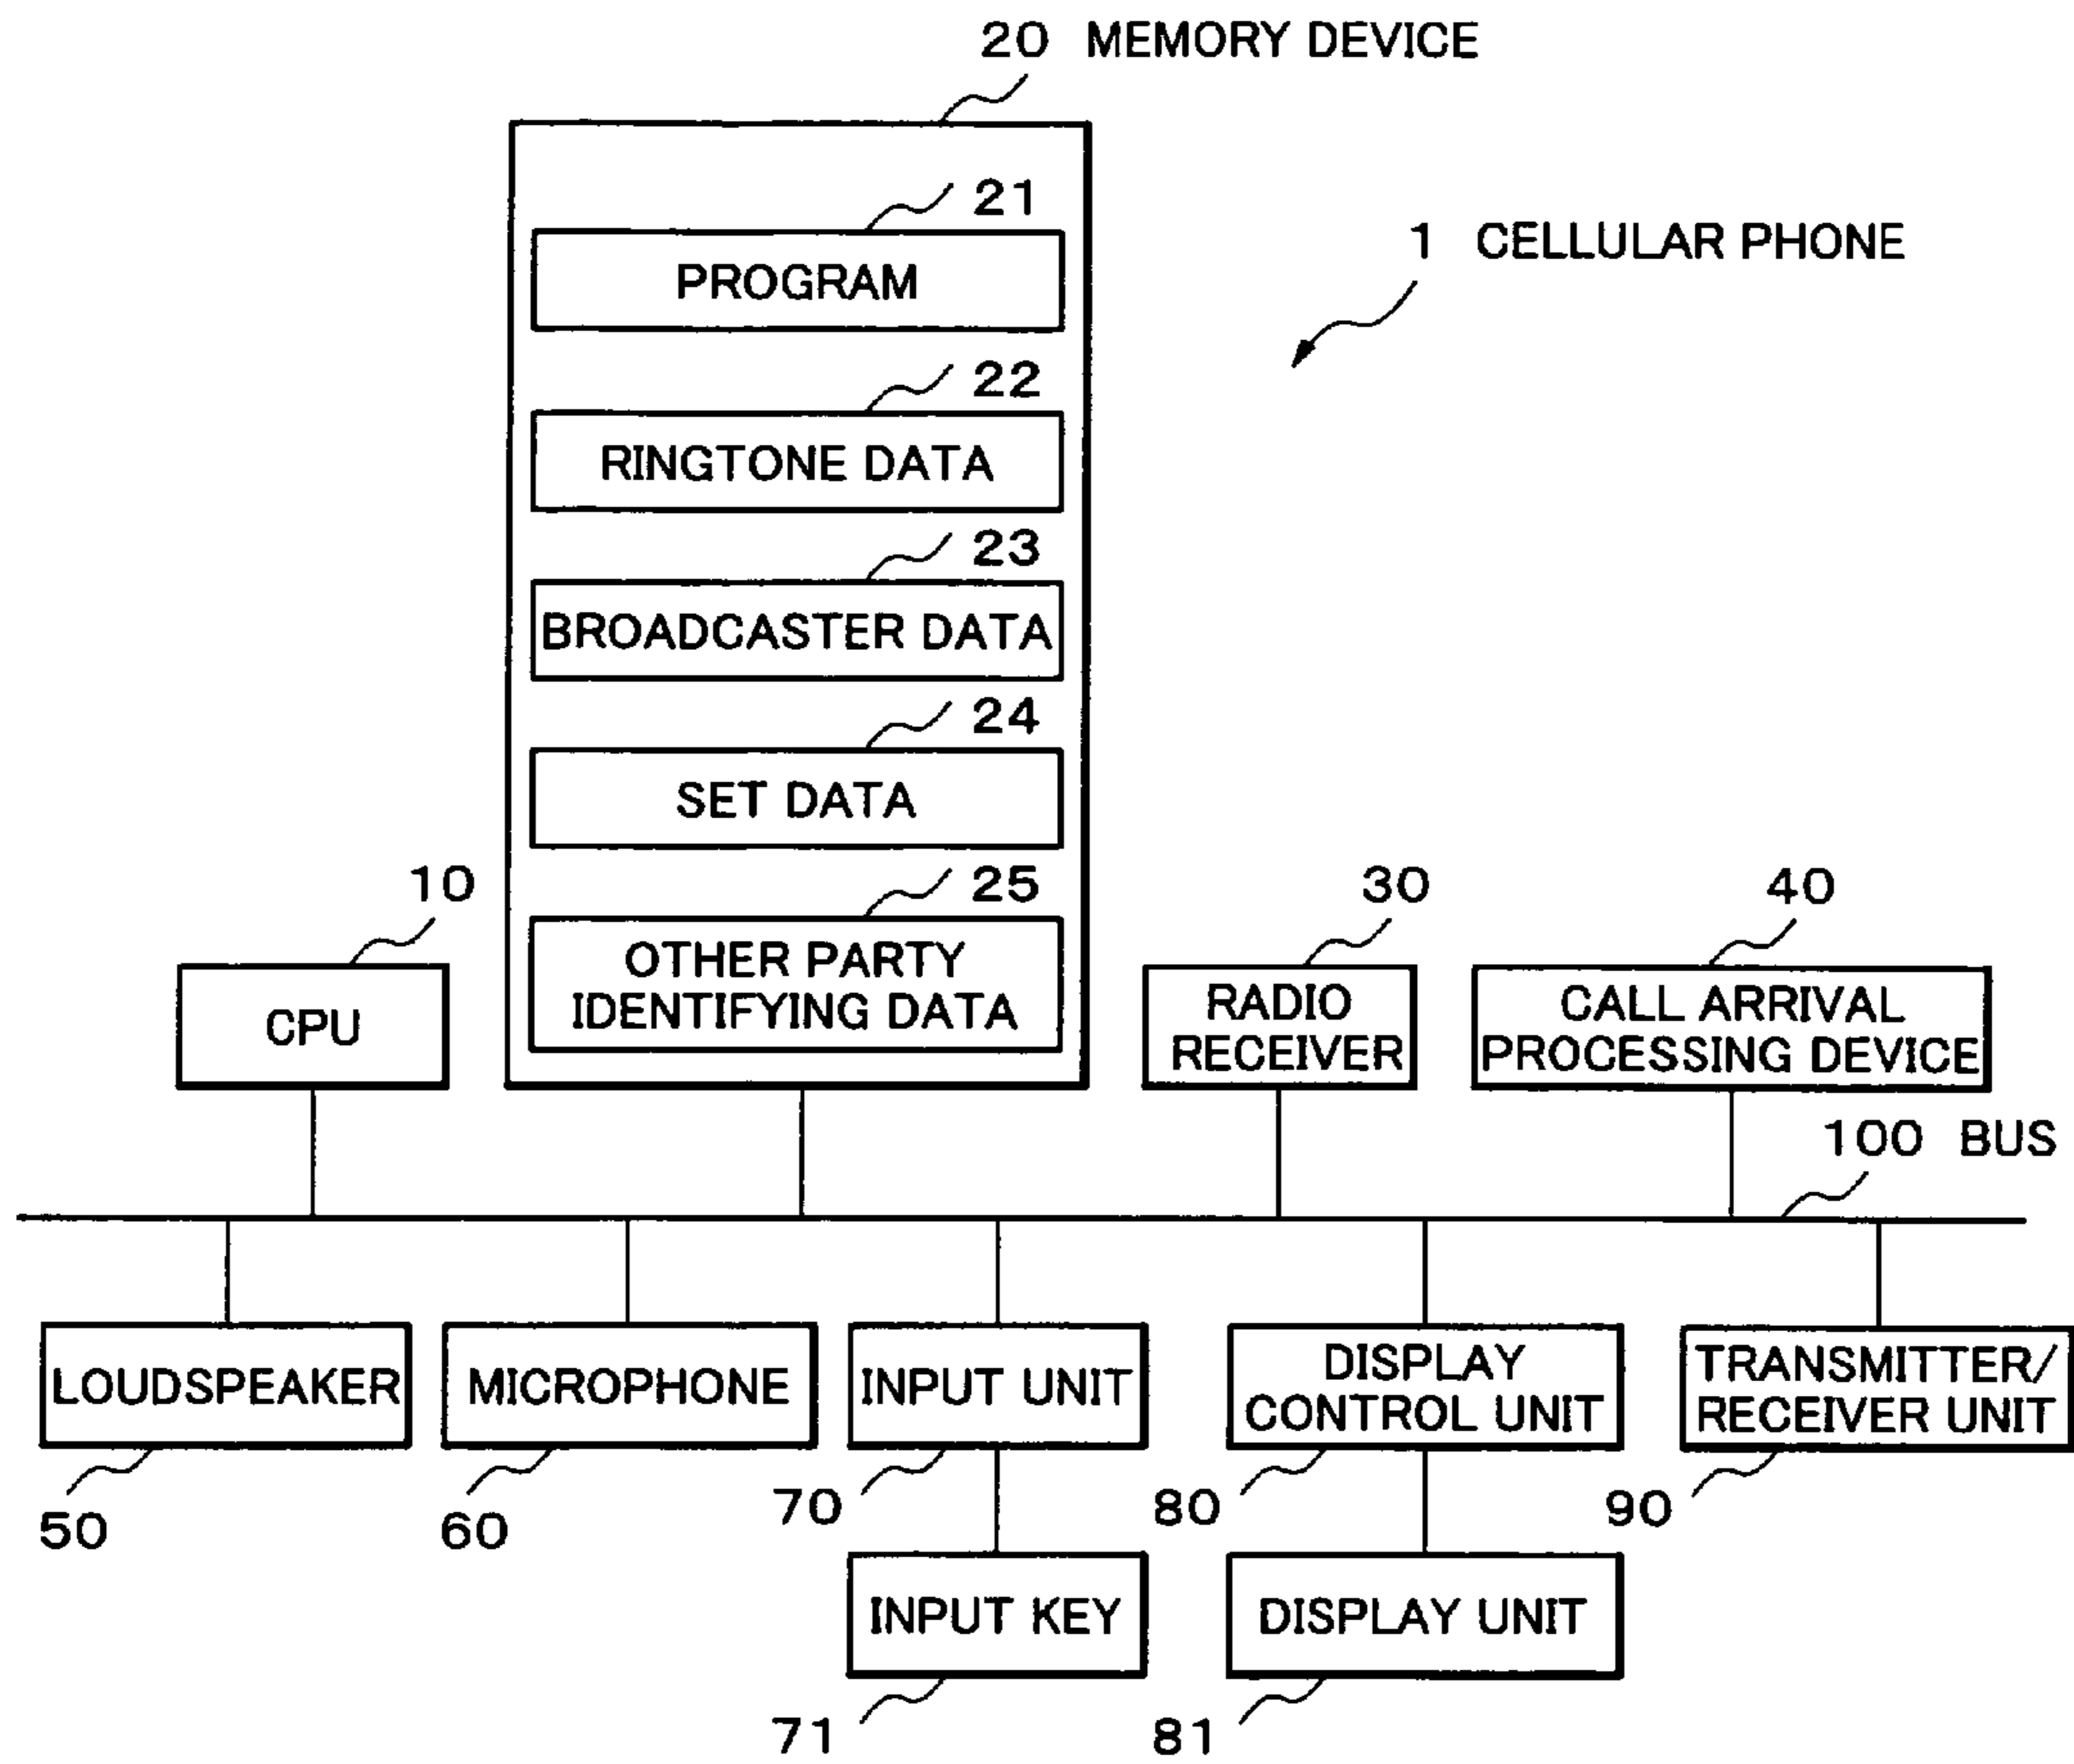 20 MEMORY DEVICE
21
PROGRAM
1 CELLULAR PHONE
22
RINGTONE DATA
23
BROADCASTER DATA
24
SET DATA
25
OTHER PARTY
IDENTIFYING DATA
10
CPU
30
RADIO
RECEIVER
40
CALL ARRIVAL
PROCESSING DEVICE
100 BUS
LOUDSPEAKER
50
MICROPHONE
60
INPUT UNIT
70
DISPLAY
CONTROL UNIT
80
TRANSMITTER/
RECEIVER UNIT
90
INPUT KEY
71
DISPLAY UNIT
81